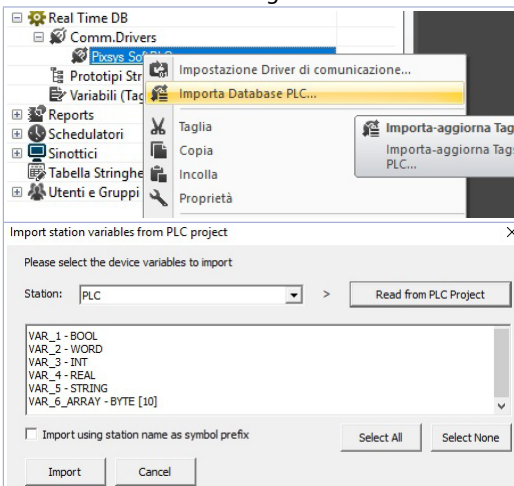 Real Time DB
Comm.Drivers
Pixsys Sof
Impostazione Driver di comunicazione...
Prototipi Str
Importa Database PLC...
Variabili (Tag
Reports
Taglia
Importa-aggiorna Tag
Schedulatori
Copia
Importa-aggiorna Tags
PLC...
Sinottici
Tabella Stringhe
Incolla
Utenti e Gruppi
Proprietà
Import station variables from PLC project
Please select the device variables to import
Station: PLC > Read from PLC Project
VAR_1 - BOOL
VAR_2 - WORD
VAR_3 - INT
VAR_4 - REAL
VAR_5 - STRING
VAR_6_ARRAY - BYTE [10]
Import using station name as symbol prefix
Select All Select None
Import Cancel